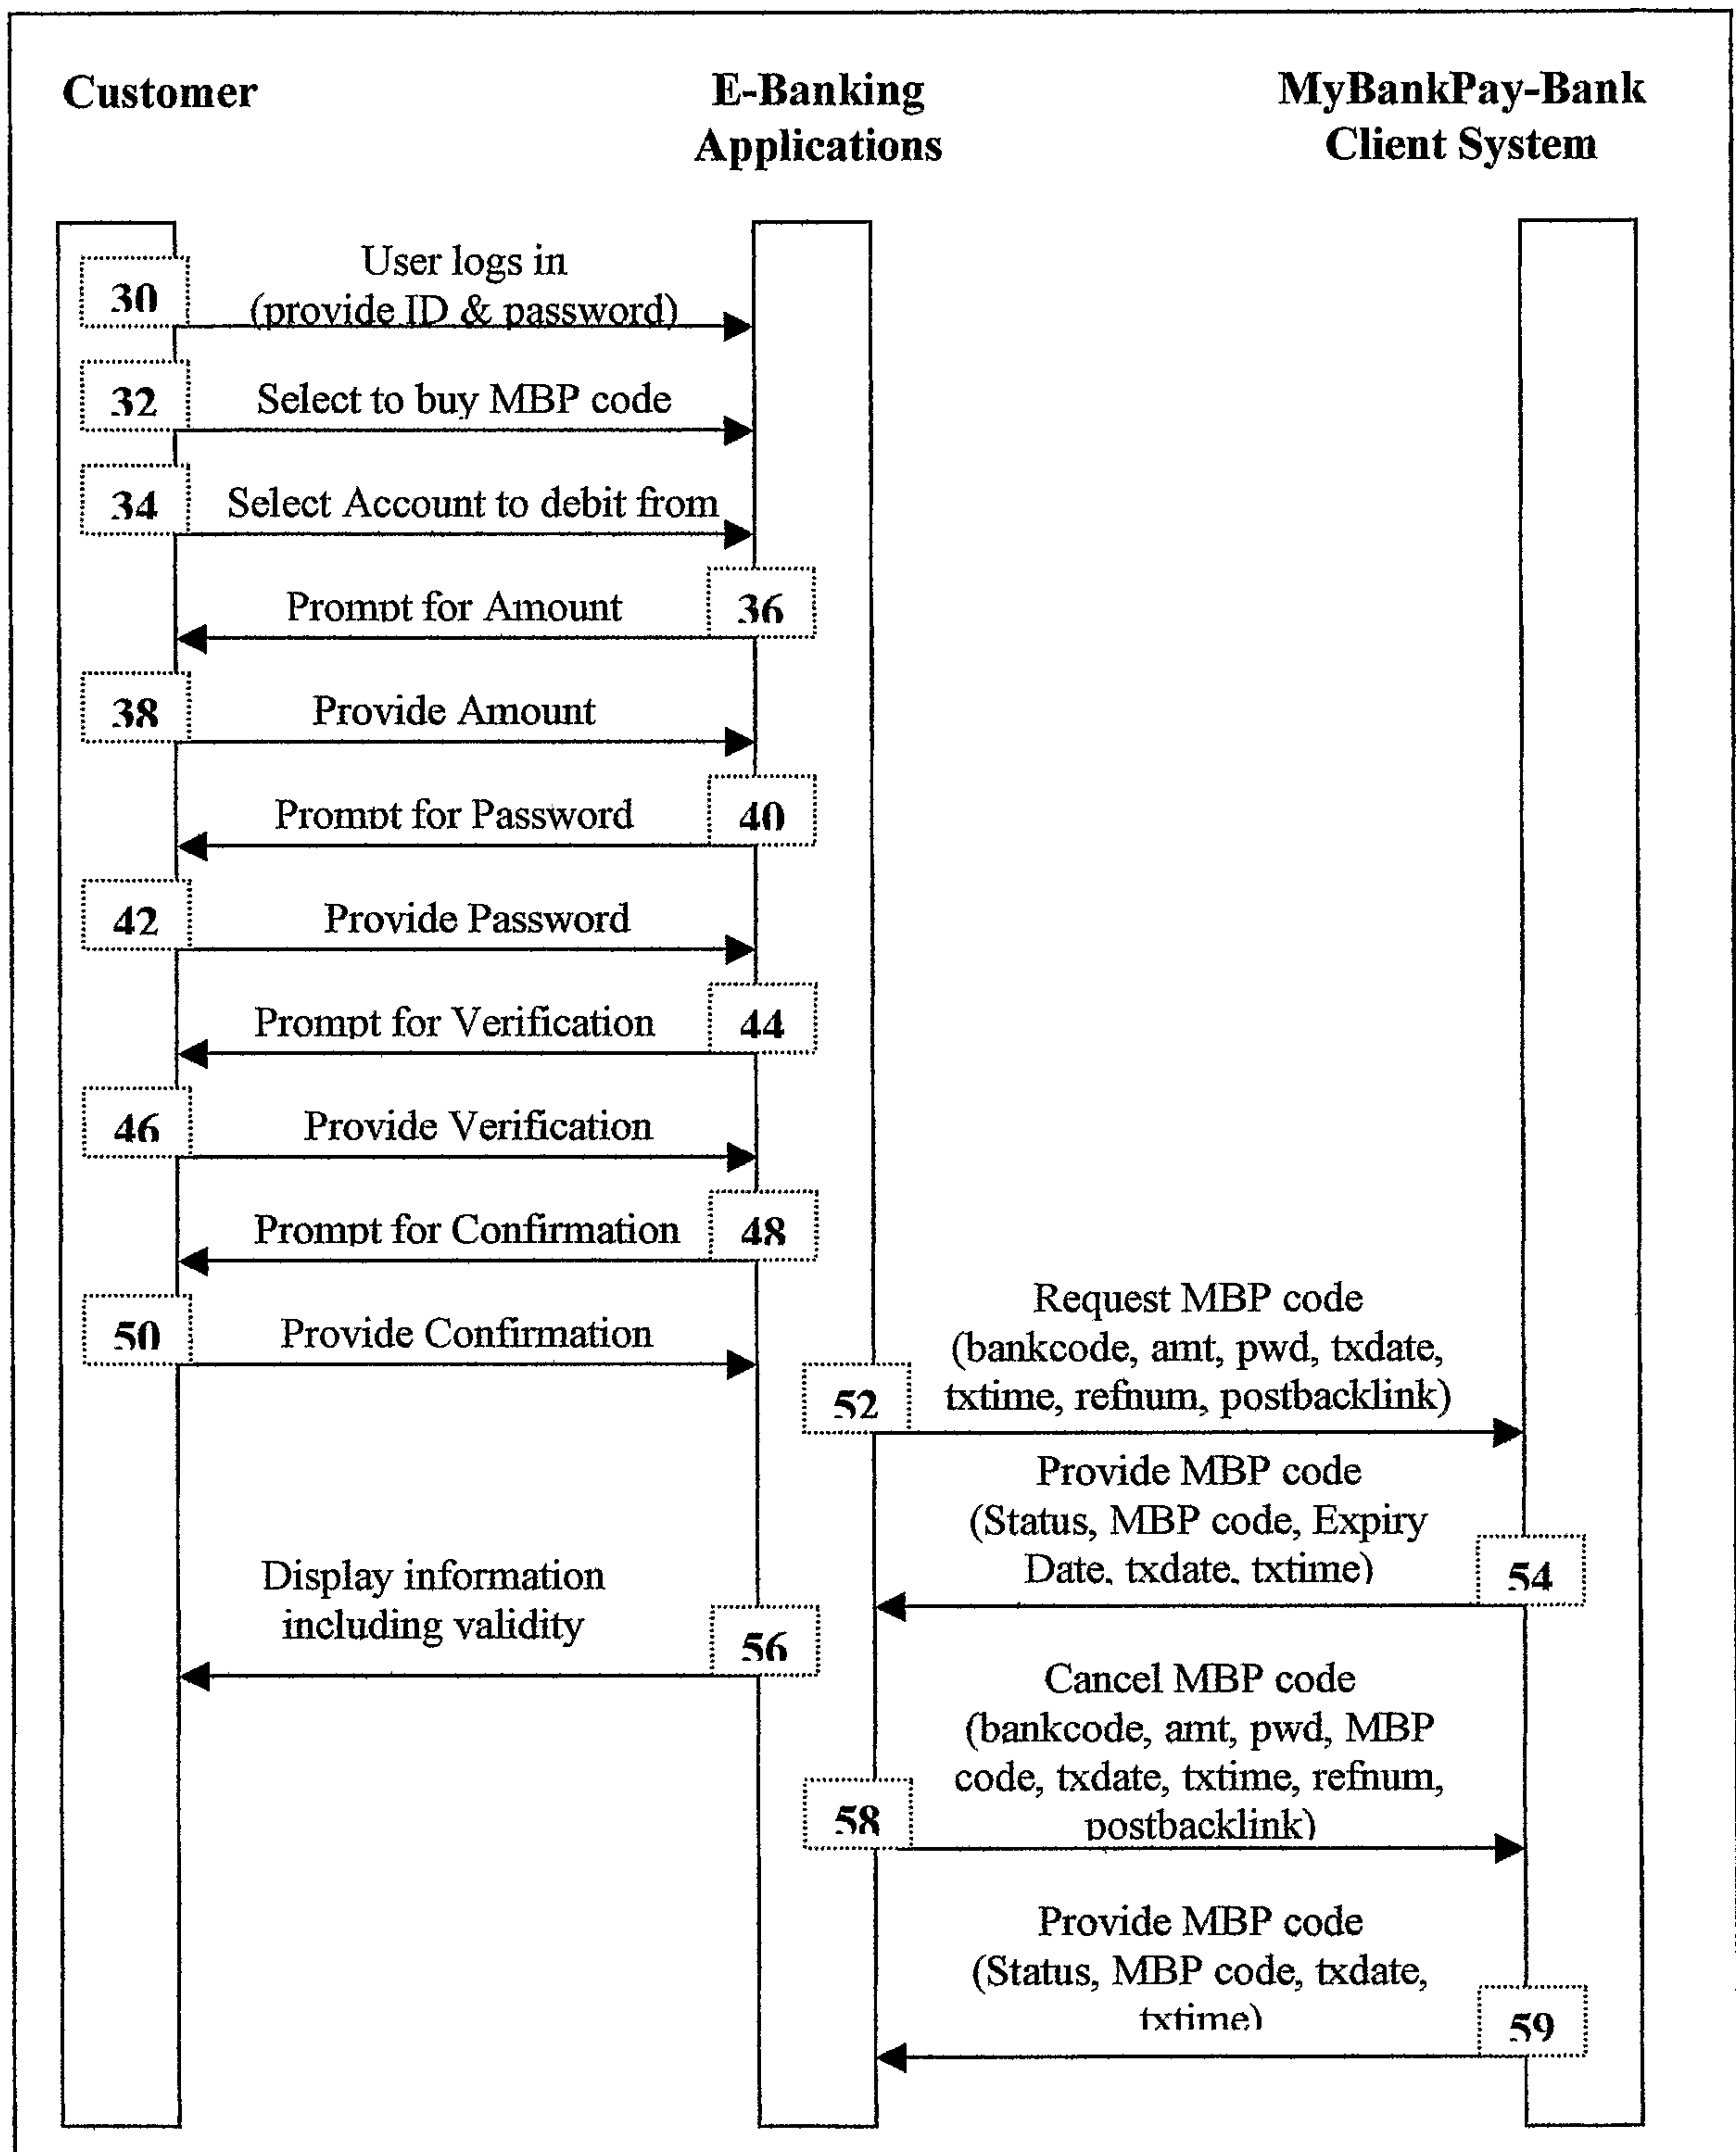 Customer
E-Banking
Applications
MyBankPay-Bank
Client System
30
User logs in
(provide ID & password)
32
Select to buy MBP code
34
Select Account to debit from
Prompt for Amount
36
38
Provide Amount
Prompt for Password
40
42
Provide Password
Prompt for Verification
44
46
Provide Verification
Prompt for Confirmation
48
50
Provide Confirmation
Request MBP code
(bankcode, amt, pwd, txdate,
txtime, refnum, postbacklink)
52
Provide MBP code
(Status, MBP code, Expiry
Date, txdate, txtime)
54
Display information
including validity
56
Cancel MBP code
(bankcode, amt, pwd, MBP
code, txdate, txtime, refnum,
postbacklink)
58
Provide MBP code
(Status, MBP code, txdate,
txtime)
59